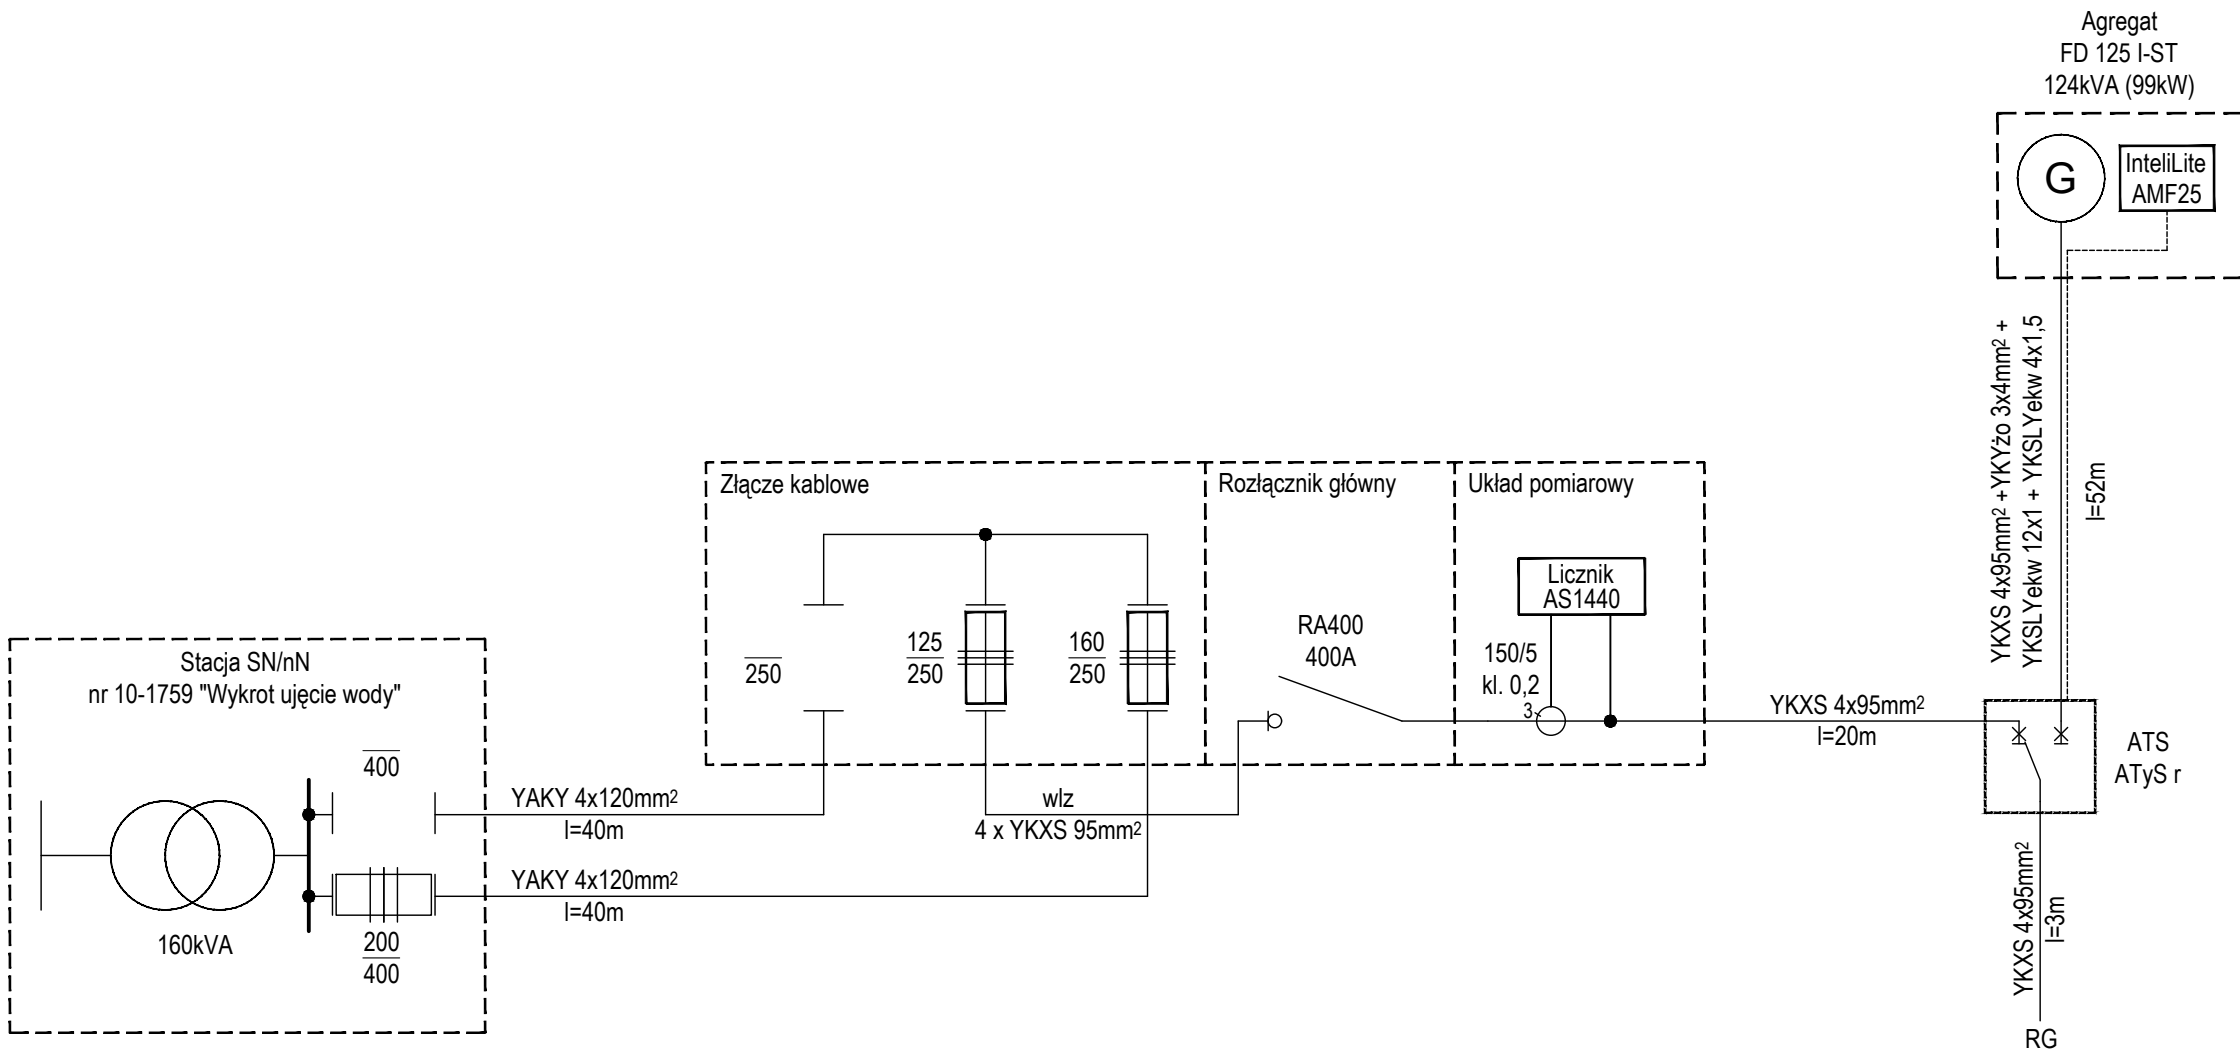 Agregat
FD 125 I-ST
124kVA (99kW)
G
InteliLite
AMF25
YKXS 4x95mm² +YKYżo 3x4mm² +
YKSLYekw 12x1 + YKSLYekw 4x1,5
l=52m
Złącze kablowe
Rozłącznik główny
Układ pomiarowy
Licznik
AS1440
250
125
250
160
250
RA400
400A
150/5
kl. 0,2
3
YKXS 4x95mm²
l=20m
ATS
ATyS r
Stacja SN/nN
nr 10-1759 "Wykrot ujęcie wody"
400
YAKY 4x120mm²
l=40m
wlz
4 x YKXS 95mm²
YAKY 4x120mm²
l=40m
160kVA
200
400
YKXS 4x95mm²
l=3m
RG